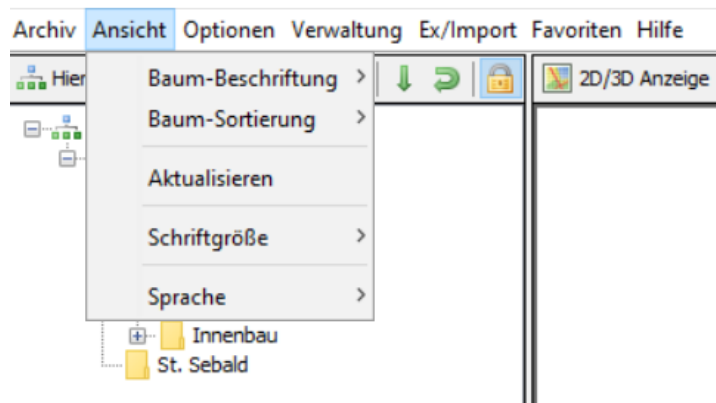 Archiv Ansicht Optionen Verwaltung Ex/Import Favoriten Hilfe
Hier
2D/3D Anzeige
Baum-Beschriftung
Baum-Sortierung
Aktualisieren
Schriftgröße
Sprache
Innenbau
St. Sebald